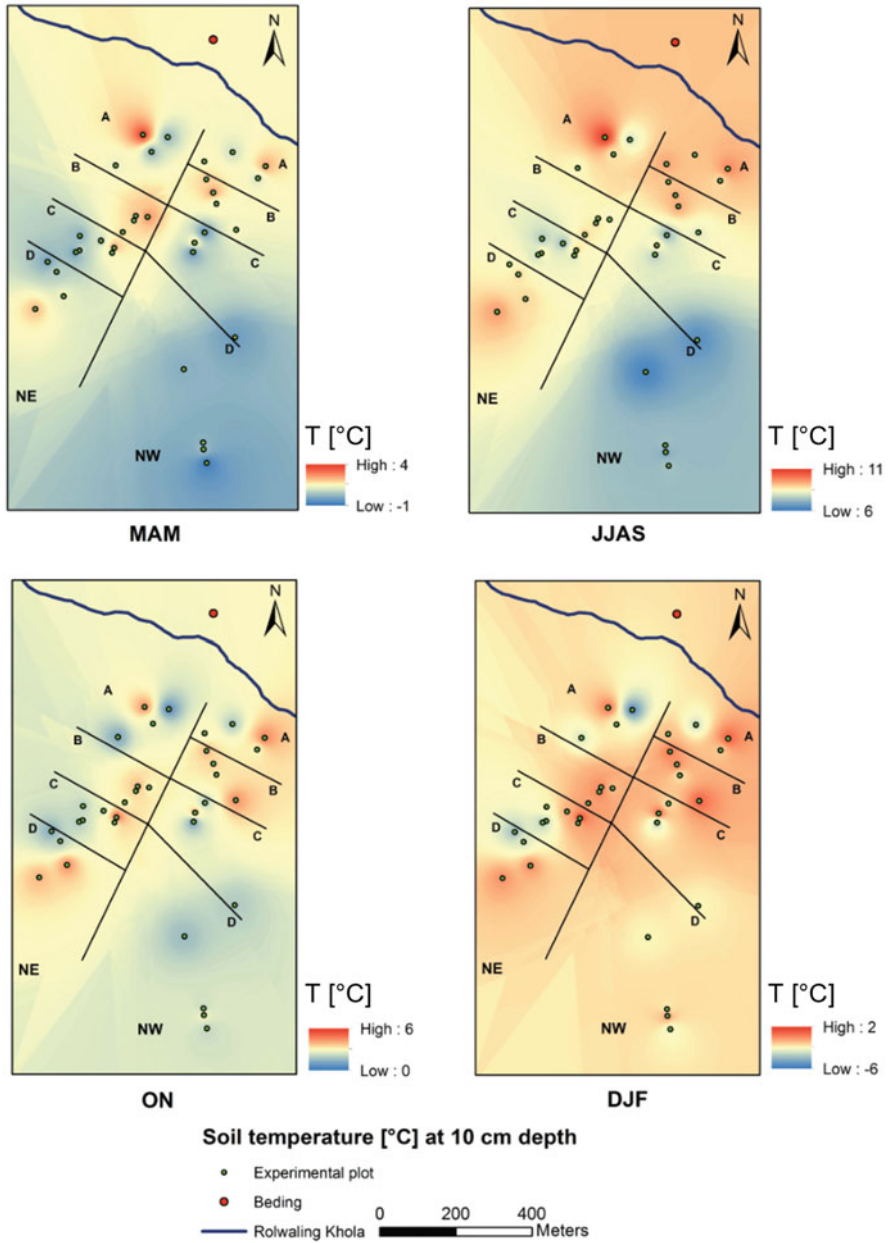 N
A
A
B
B
C
C
D
D
NE
NW
T [°C]
High : 4
Low : -1
MAM
N
A
A
B
B
C
C
D
D
NE
NW
T [°C]
High : 11
Low : 6
JJAS
N
A
A
B
B
C
C
D
D
NE
NW
T [°C]
High : 6
Low : 0
ON
N
A
A
B
B
C
C
D
D
NE
NW
T [°C]
High : 2
Low : -6
DJF
Soil temperature [°C] at 10 cm depth
Experimental plot
Beding
Rolwaling Khola
0 200 400
Meters